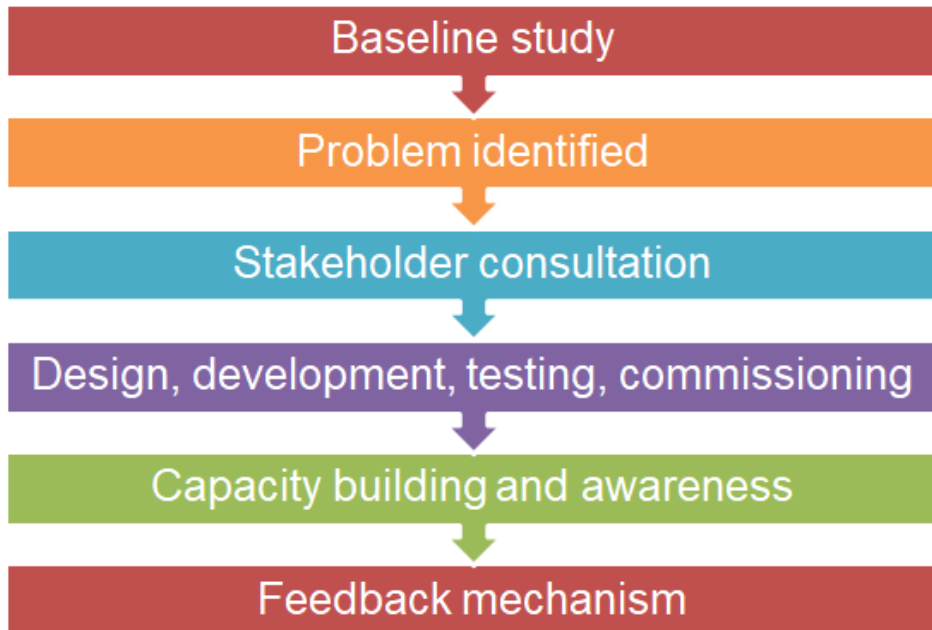 Baseline study
Problem identified
Stakeholder consultation
Design, development, testing, commissioning
Capacity building and awareness
Feedback mechanism